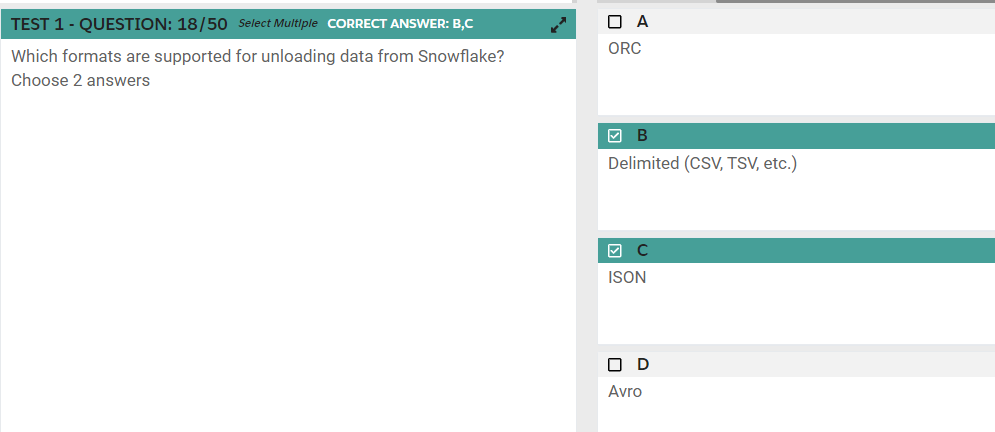 TEST 1 - QUESTION: 18/50 Select Multiple CORRECT ANSWER: B,C
Which formats are supported for unloading data from Snowflake?
Choose 2 answers
A
ORC
B
Delimited (CSV, TSV, etc.)
C
ISON
D
Avro